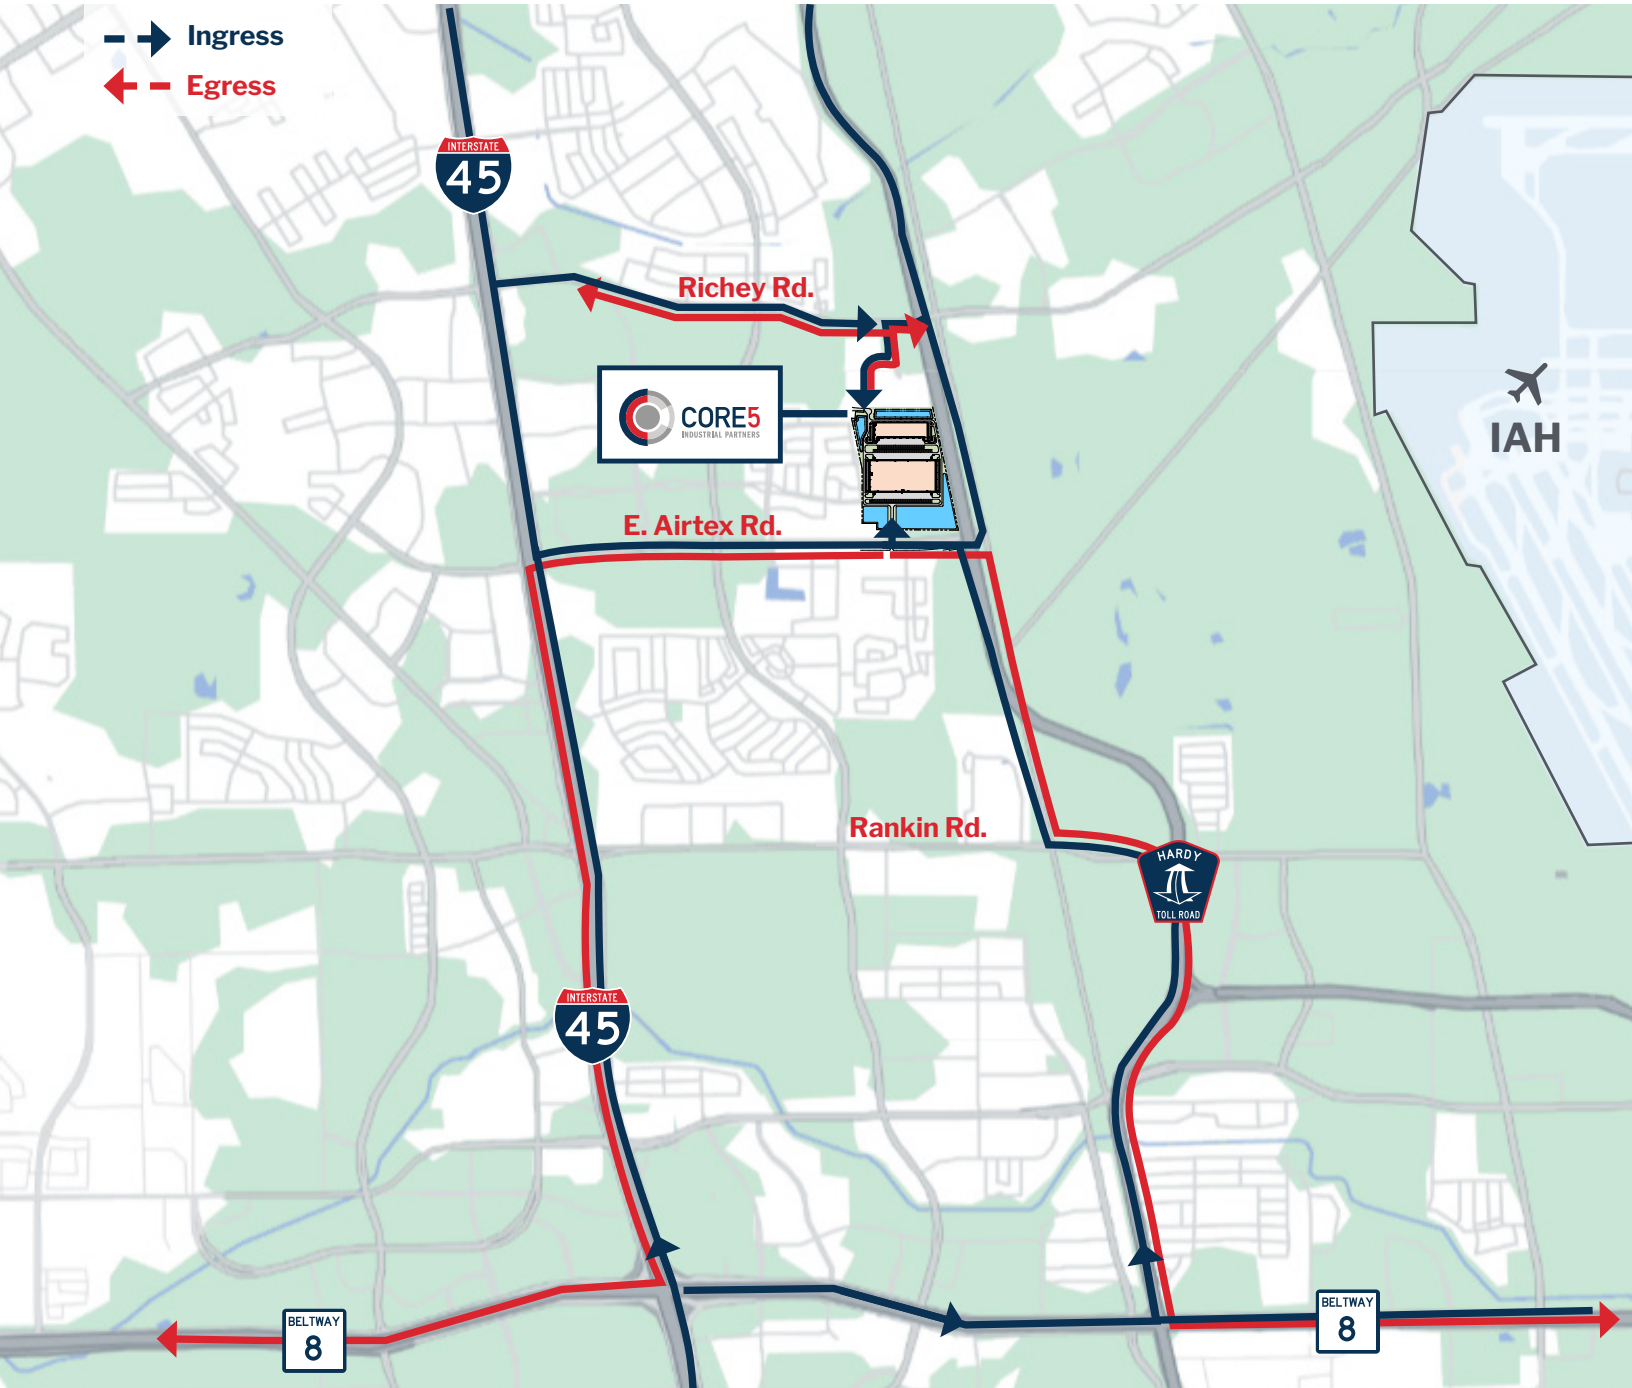 Ingress
Egress
INTERSTATE
45
Richey Rd.
CORE5
INDUSTRIAL PARTNERS
IAH
E. Airtex Rd.
Rankin Rd.
HARDY
TOLL ROAD
INTERSTATE
45
BELTWAY
8
BELTWAY
8